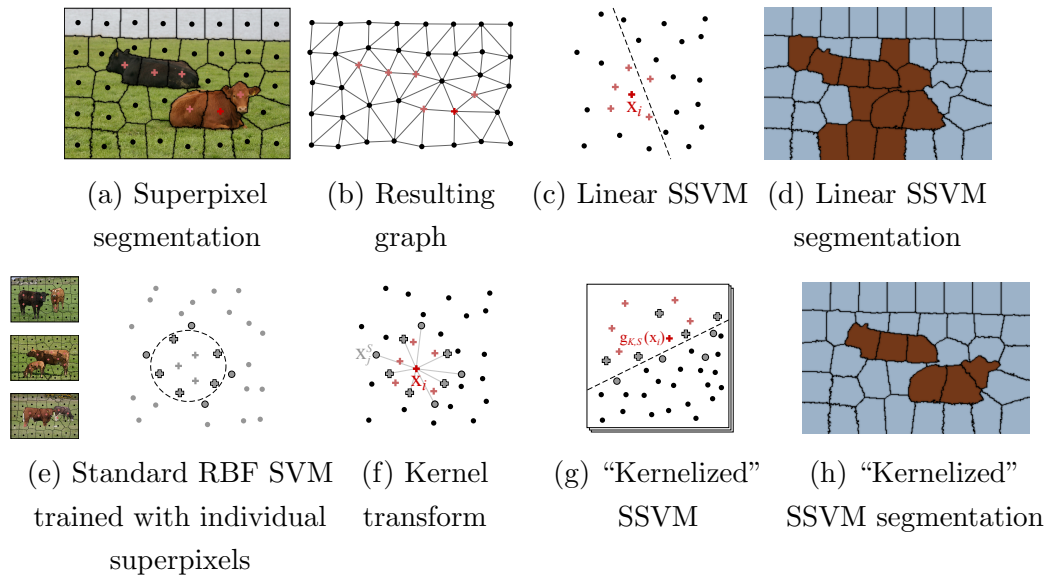 x_i
(a) Superpixel
segmentation
(b) Resulting
graph
(c) Linear SSVM
(d) Linear SSVM
segmentation
x_j^S
x_i
g_{K,S}(x_i)
(e) Standard RBF SVM
trained with individual
superpixels
(f) Kernel
transform
(g) “Kernelized”
SSVM
(h) “Kernelized”
SSVM segmentation